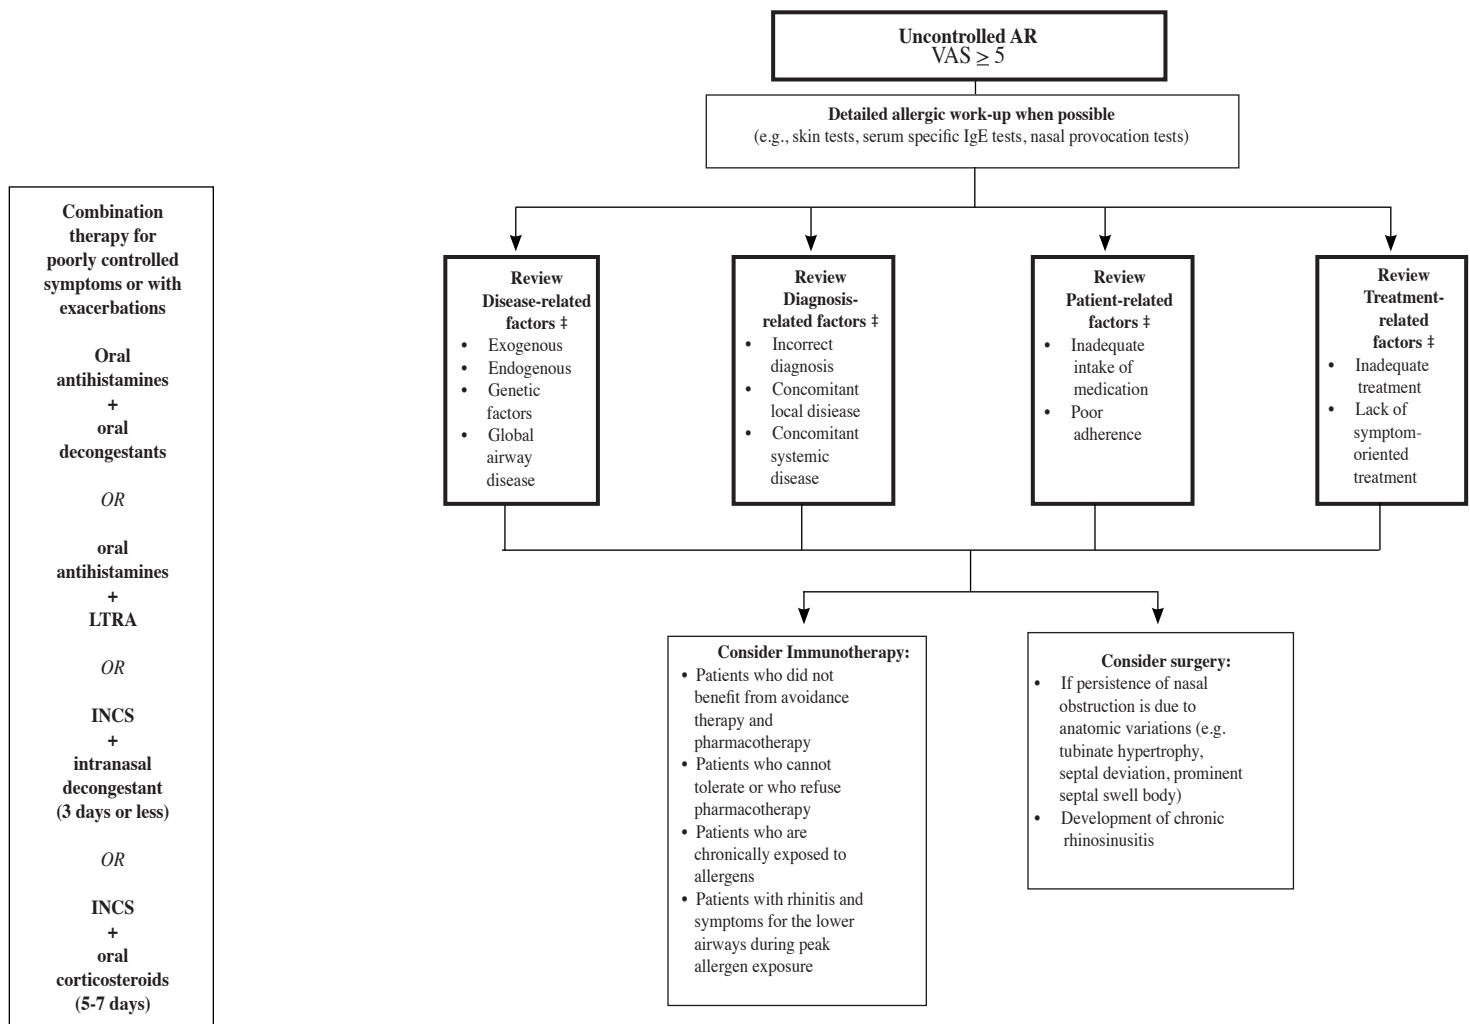 Uncontrolled AR
VAS ≥ 5
Detailed allergic work-up when possible
(e.g., skin tests, serum specific IgE tests, nasal provocation tests)
Combination
therapy for
poorly controlled
symptoms or with
exacerbations
Oral
antihistamines
+
oral
decongestants
OR
oral
antihistamines
+
LTRA
OR
INCS
+
intranasal
decongestant
(3 days or less)
OR
INCS
+
oral
corticosteroids
(5-7 days)
Review
Disease-related
factors ‡
• Exogenous
• Endogenous
• Genetic
factors
• Global
airway
disease
Review
Diagnosis-
related factors ‡
• Incorrect
diagnosis
• Concomitant
local disiease
• Concomitant
systemic
disease
Review
Patient-related
factors ‡
• Inadequate
intake of
medication
• Poor
adherence
Review
Treatment-
related
factors ‡
• Inadequate
treatment
• Lack of
symptom-
oriented
treatment
Consider Immunotherapy:
• Patients who did not
benefit from avoidance
therapy and
pharmacotherapy
• Patients who cannot
tolerate or who refuse
pharmacotherapy
• Patients who are
chronically exposed to
allergens
• Patients with rhinitis and
symptoms for the lower
airways during peak
allergen exposure
Consider surgery:
• If persistence of nasal
obstruction is due to
anatomic variations (e.g.
tubinate hypertrophy,
septal deviation, prominent
septal swell body)
• Development of chronic
rhinosinusitis